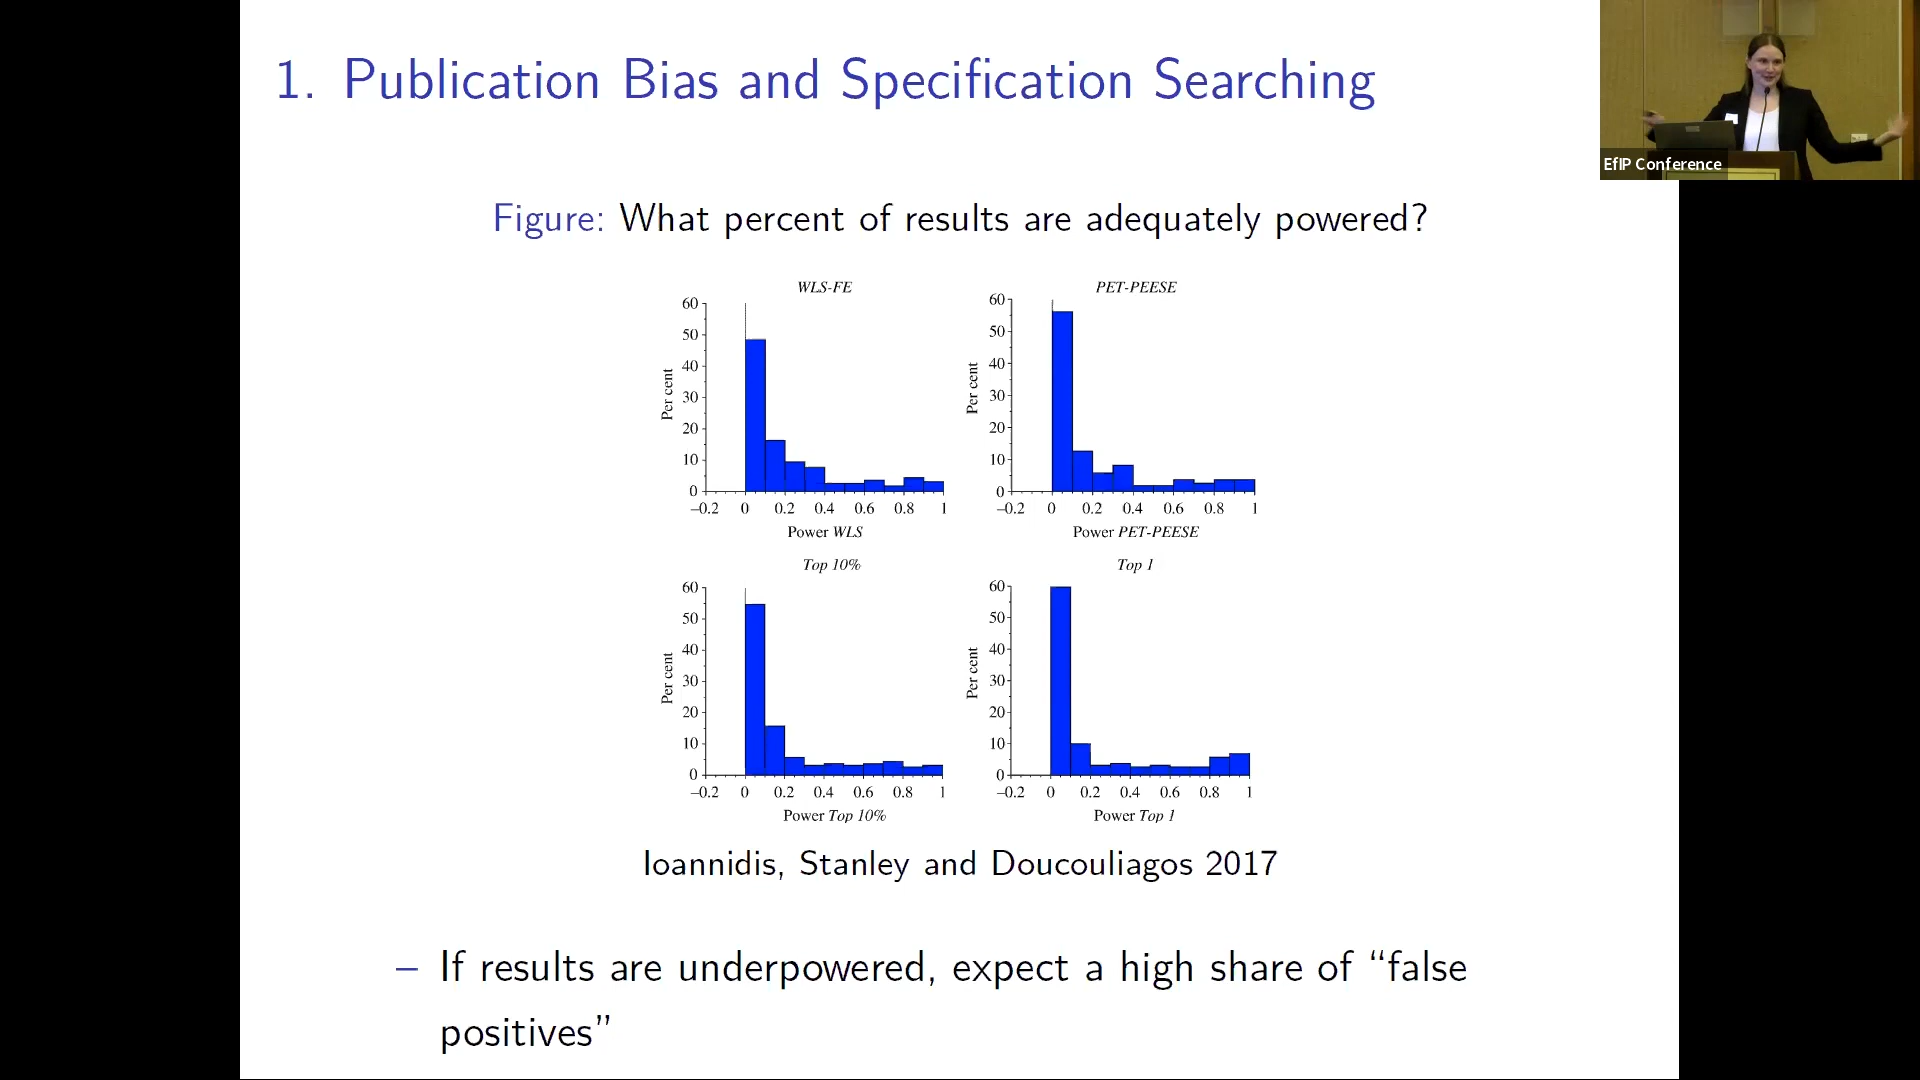 1. Publication Bias and Specification Searching
EfIP Conference
Figure: What percent of results are adequately powered?
WLS-FE
60
50
40
30
20
10
0
Per cent
–0.2 0 0.2 0.4 0.6 0.8 1
Power WLS
PET-PEESE
60
50
40
30
20
10
0
Per cent
–0.2 0 0.2 0.4 0.6 0.8 1
Power PET-PEESE
Top 10%
60
50
40
30
20
10
0
Per cent
–0.2 0 0.2 0.4 0.6 0.8 1
Power Top 10%
Top 1
60
50
40
30
20
10
0
Per cent
–0.2 0 0.2 0.4 0.6 0.8 1
Power Top 1
Ioannidis, Stanley and Doucouliagos 2017
– If results are underpowered, expect a high share of “false
positives”